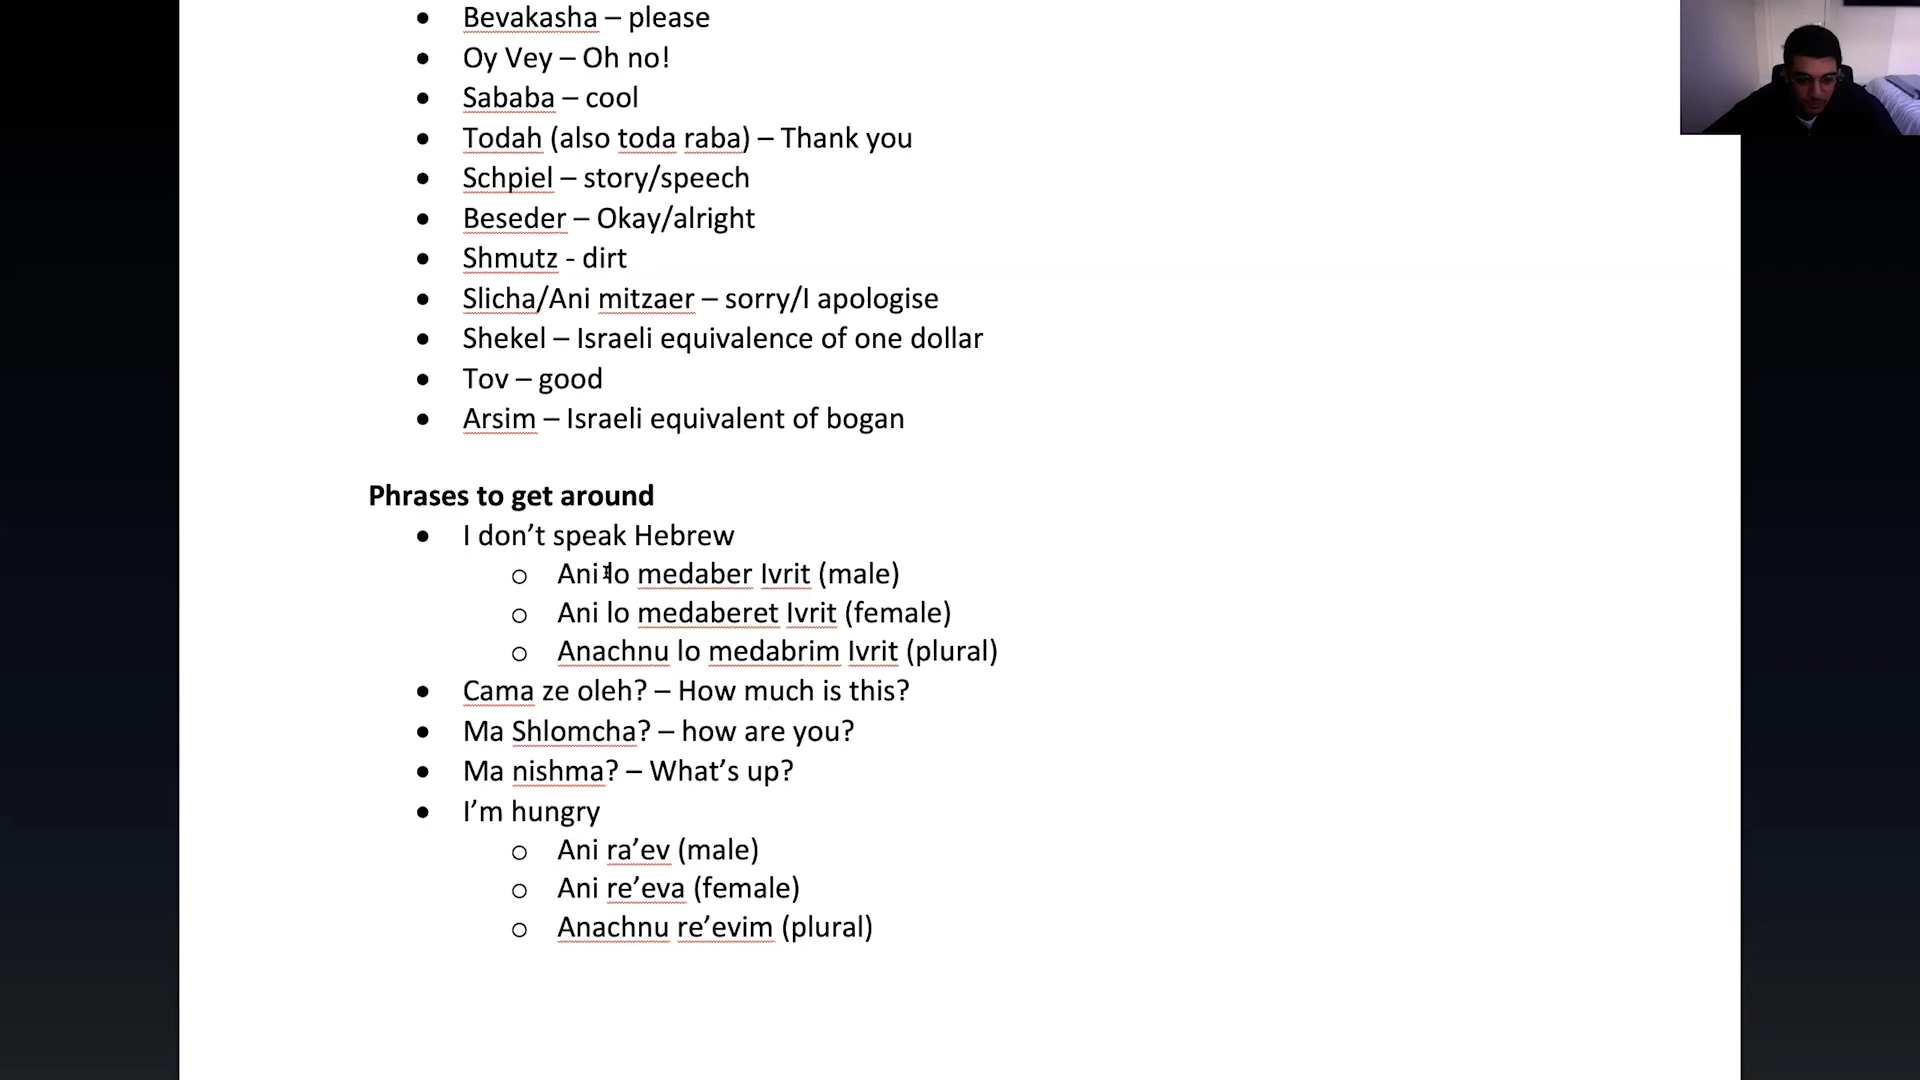 • Bevakasha – please
• Oy Vey – Oh no!
• Sababa – cool
• Todah (also toda raba) – Thank you
• Schpiel – story/speech
• Beseder – Okay/alright
• Shmutz - dirt
• Slicha/Ani mitzaer – sorry/I apologise
• Shekel – Israeli equivalence of one dollar
• Tov – good
• Arsim – Israeli equivalent of bogan
Phrases to get around
• I don’t speak Hebrew
o Ani lo medaber Ivrit (male)
o Ani lo medaberet Ivrit (female)
o Anachnu lo medabrim Ivrit (plural)
• Cama ze oleh? – How much is this?
• Ma Shlomcha? – how are you?
• Ma nishma? – What’s up?
• I’m hungry
o Ani ra’ev (male)
o Ani re’eva (female)
o Anachnu re’evim (plural)